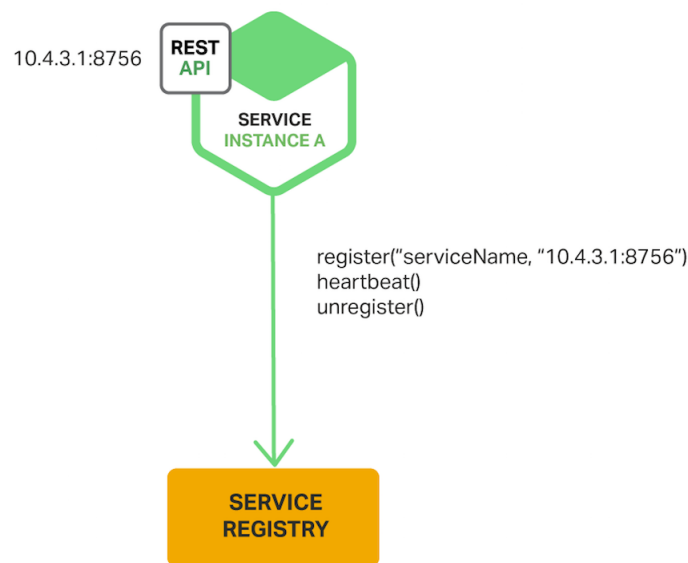 10.4.3.1:8756
REST
API
SERVICE
INSTANCE A
register(“serviceName, “10.4.3.1:8756”)
heartbeat()
unregister()
SERVICE
REGISTRY